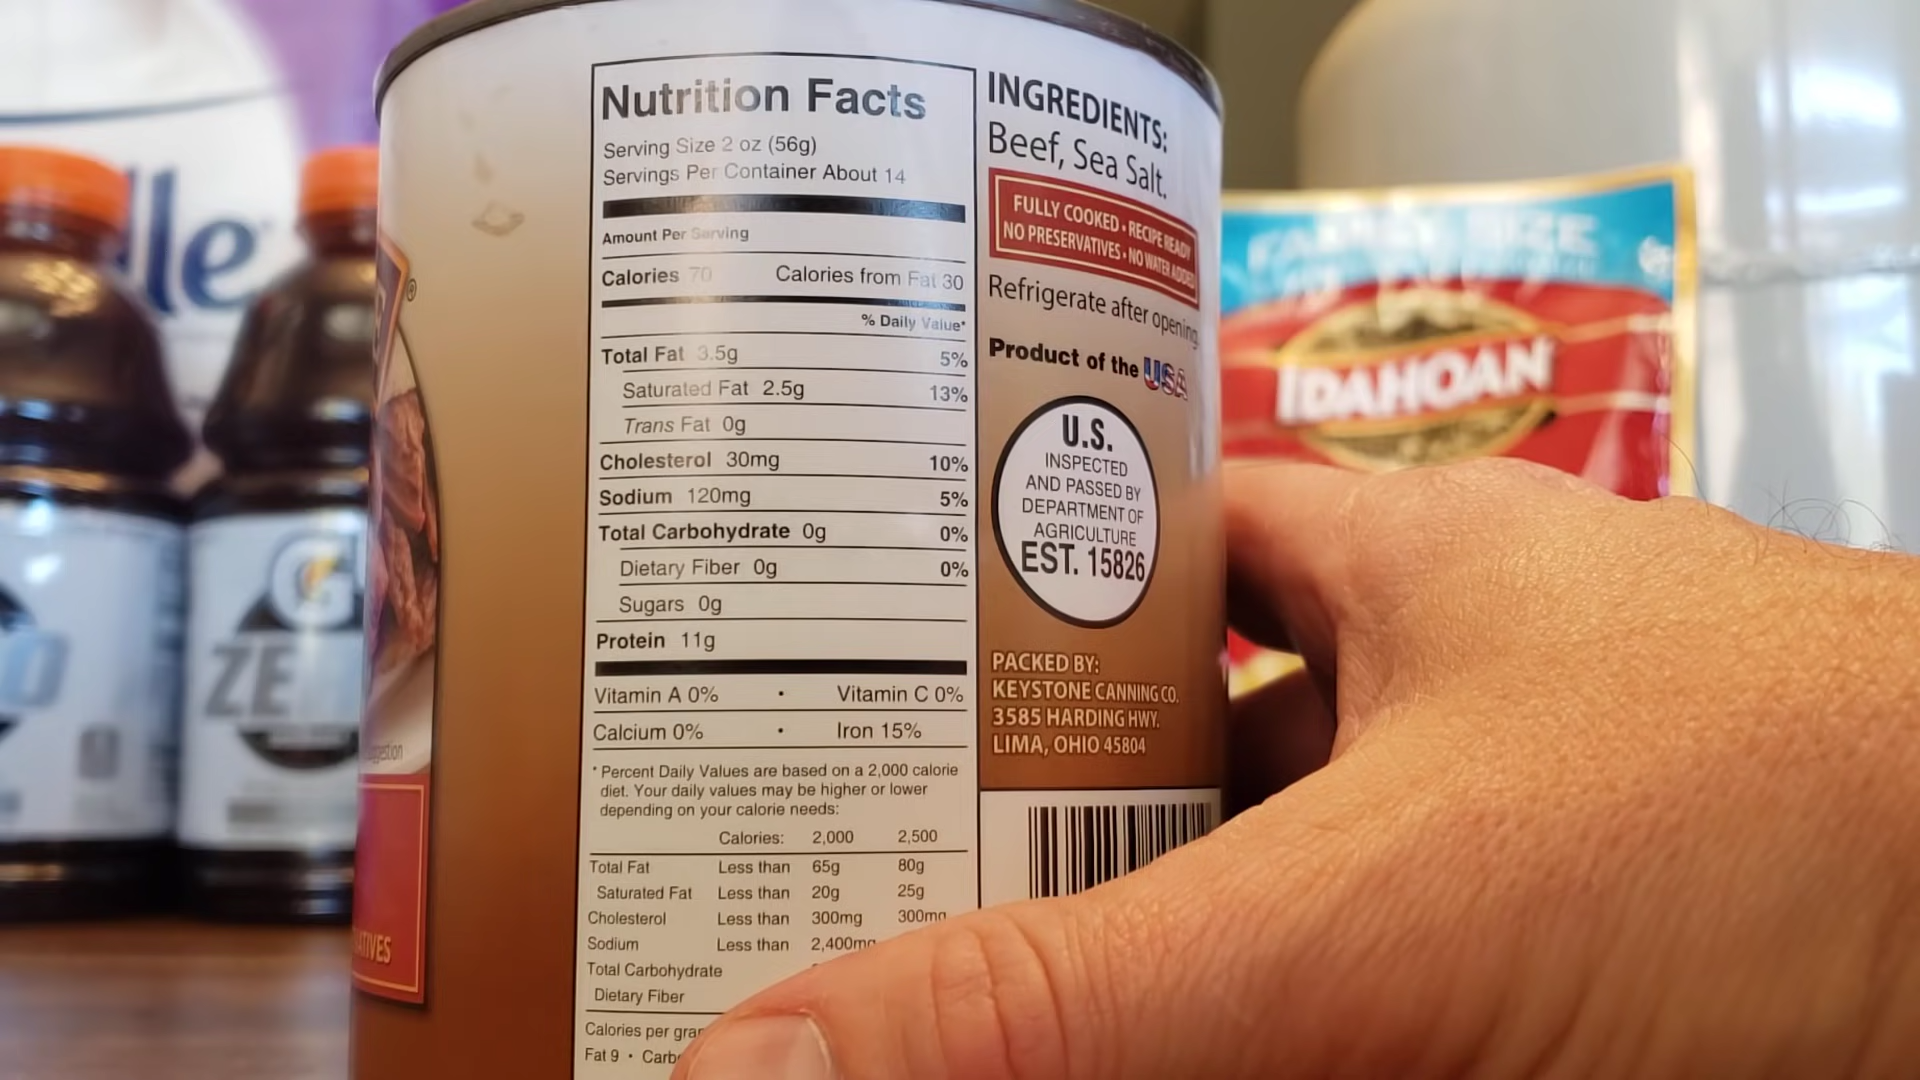 Nutrition Facts
Serving Size 2 oz (56g)
Servings Per Container About 14
Amount Per Serving
Calories 70 Calories from Fat 30
% Daily Value*
Total Fat 3.5g 5%
Saturated Fat 2.5g 13%
Trans Fat 0g
Cholesterol 30mg 10%
Sodium 120mg 5%
Total Carbohydrate 0g 0%
Dietary Fiber 0g 0%
Sugars 0g
Protein 11g
Vitamin A 0% • Vitamin C 0%
Calcium 0% • Iron 15%
* Percent Daily Values are based on a 2,000 calorie
diet. Your daily values may be higher or lower
depending on your calorie needs:
Calories: 2,000 2,500
Total Fat Less than 65g 80g
Saturated Fat Less than 20g 25g
Cholesterol Less than 300mg 300mg
Sodium Less than 2,400mg
Total Carbohydrate
Dietary Fiber
Calories per
Fat 9 •
INGREDIENTS:
Beef, Sea Salt.
FULLY COOKED • RECIPE READY
NO PRESERVATIVES • NO WATER ADDED
Refrigerate after opening
Product of the USA
U.S.
INSPECTED
AND PASSED BY
DEPARTMENT OF
AGRICULTURE
EST. 15826
PACKED BY:
KEYSTONE CANNING CO.
3585 HARDING HWY.
LIMA, OHIO 45804
FAMILY SIZE
IDAHOAN
G
ZE